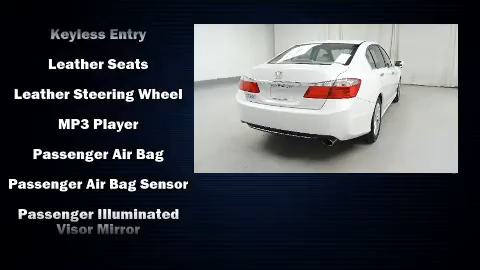 Keyless Entry
Leather Seats
Leather Steering Wheel
MP3 Player
Passenger Air Bag
Passenger Air Bag Sensor
Passenger Illuminated
Visor Mirror